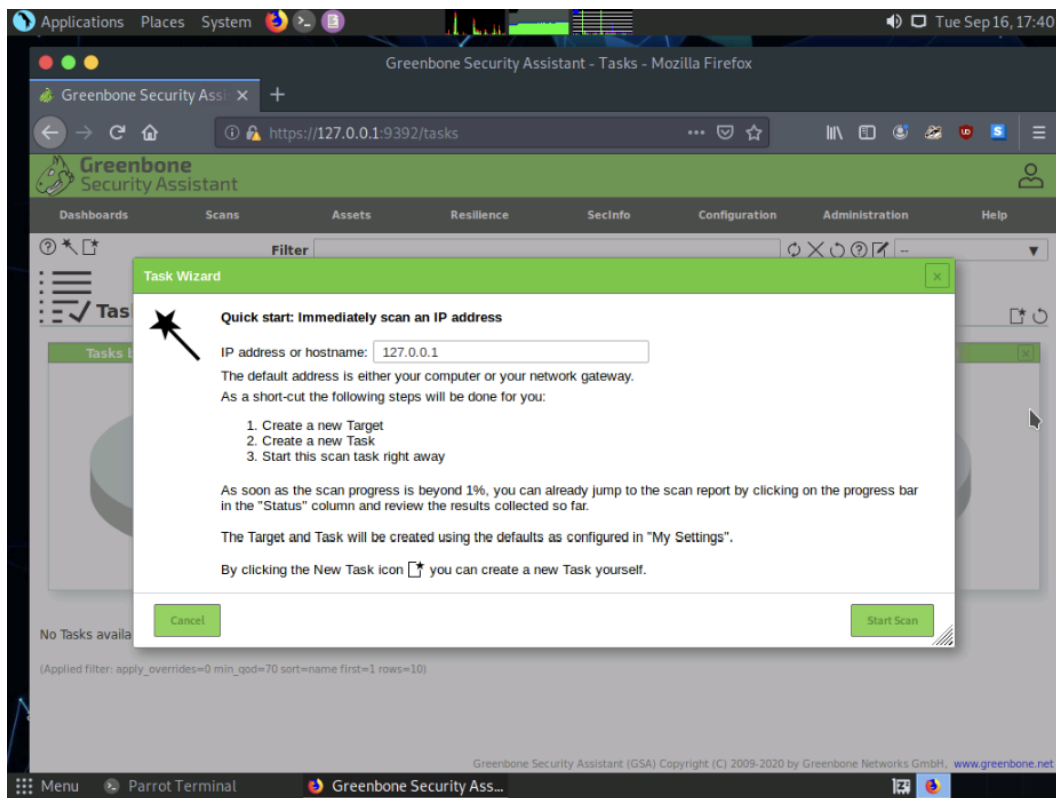 Applications Places System Tue Sep 16, 17:40
Greenbone Security Assistant - Tasks - Mozilla Firefox
Greenbone Security Assi
https://127.0.0.1:9392/tasks
Greenbone
Security Assistant
Dashboards Scans Assets Resilience SecInfo Configuration Administration Help
Filter --
Task Wizard
Tas
Quick start: Immediately scan an IP address
Tasks b
IP address or hostname: 127.0.0.1
The default address is either your computer or your network gateway.
As a short-cut the following steps will be done for you:
1. Create a new Target
2. Create a new Task
3. Start this scan task right away
As soon as the scan progress is beyond 1%, you can already jump to the scan report by clicking on the progress bar
in the "Status" column and review the results collected so far.
The Target and Task will be created using the defaults as configured in "My Settings".
By clicking the New Task icon you can create a new Task yourself.
Cancel Start Scan
No Tasks availa
(Applied filter: apply_overrides=0 min_qod=70 sort=name first=1 rows=10)
Greenbone Security Assistant (GSA) Copyright (C) 2009-2020 by Greenbone Networks GmbH, www.greenbone.net
Menu Parrot Terminal Greenbone Security Ass...